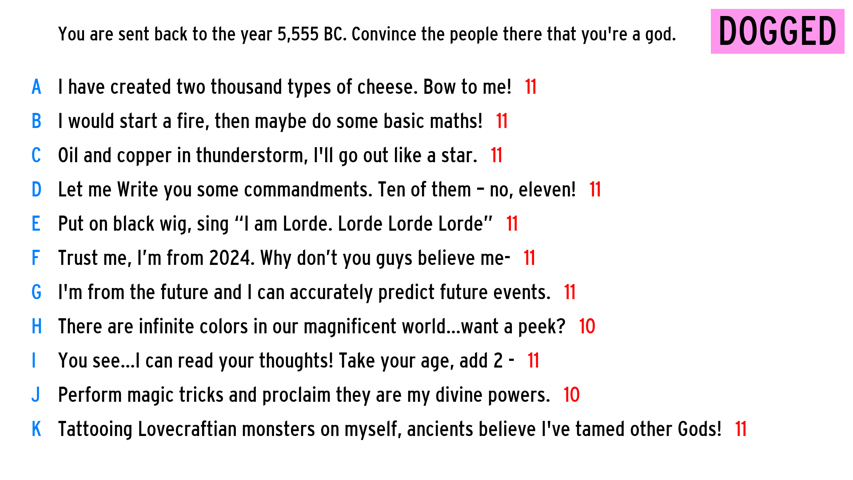 You are sent back to the year 5,555 BC. Convince the people there that you're a god.
DOGGED
A I have created two thousand types of cheese. Bow to me! 11
B I would start a fire, then maybe do some basic maths! 11
C Oil and copper in thunderstorm, I'll go out like a star. 11
D Let me Write you some commandments. Ten of them – no, eleven! 11
E Put on black wig, sing “I am Lorde. Lorde Lorde Lorde” 11
F Trust me, I’m from 2024. Why don’t you guys believe me- 11
G I'm from the future and I can accurately predict future events. 11
H There are infinite colors in our magnificent world...want a peek? 10
I You see...I can read your thoughts! Take your age, add 2 - 11
J Perform magic tricks and proclaim they are my divine powers. 10
K Tattooing Lovecraftian monsters on myself, ancients believe I've tamed other Gods! 11